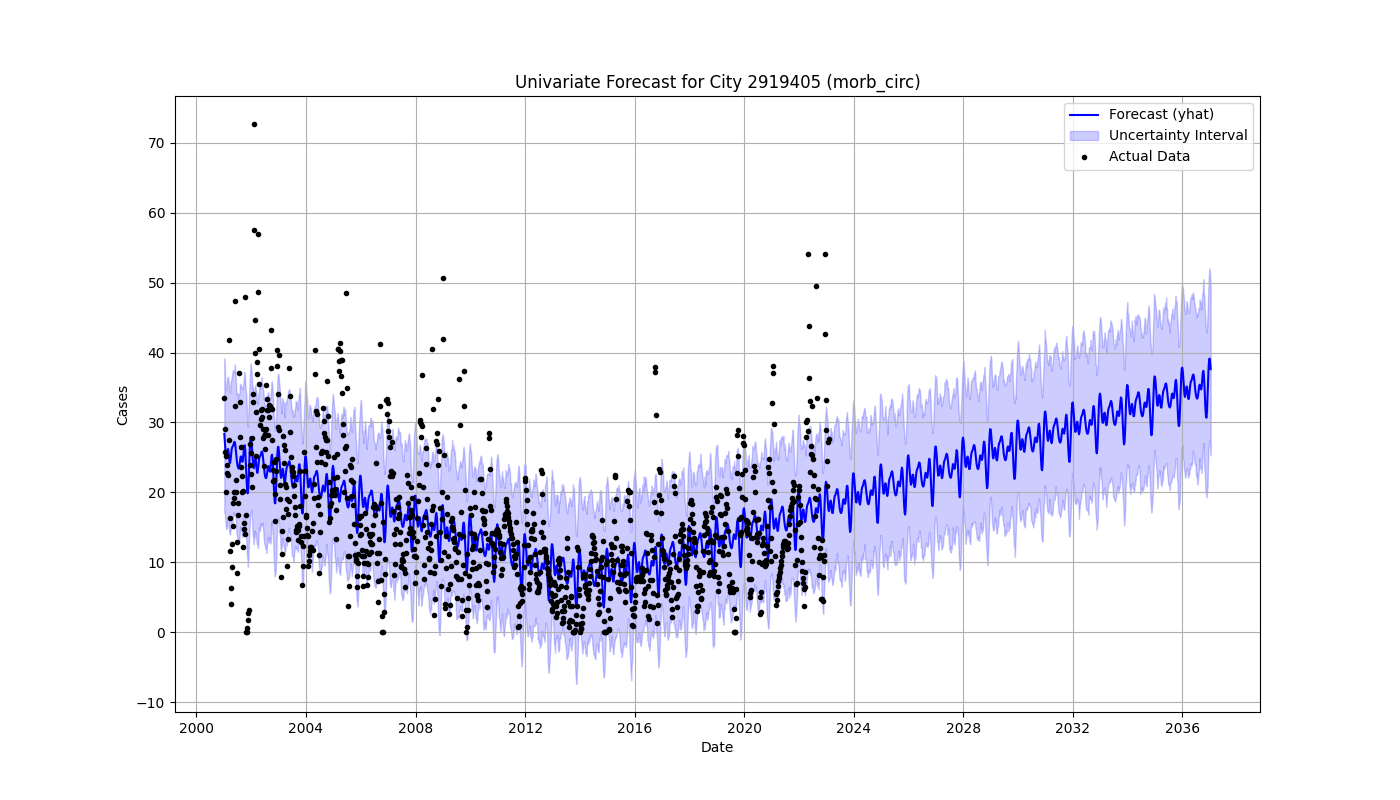 Univariate Forecast for City 2919405 (morb_circ)
Forecast (yhat)
Uncertainty Interval
Actual Data
Cases
70
60
50
40
30
20
10
0
−10
2000 2004 2008 2012 2016 2020 2024 2028 2032 2036
Date